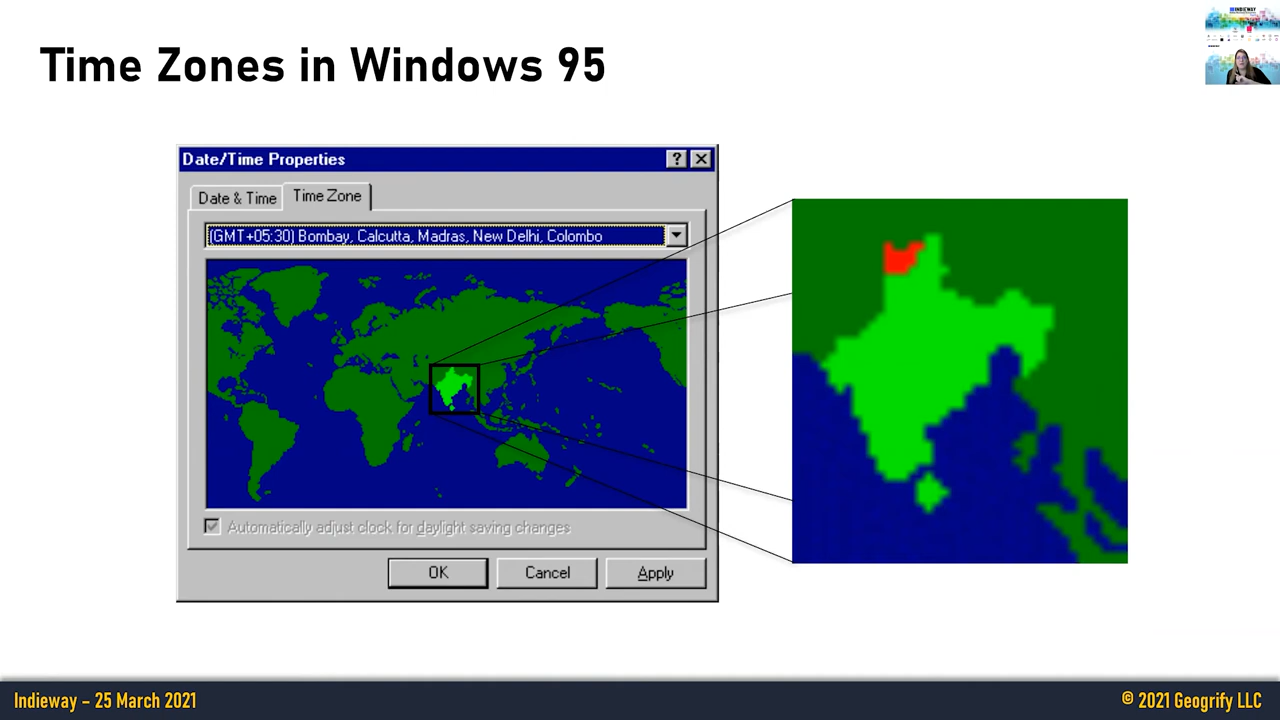 INDIEWAY
Time Zones in Windows 95
Date/Time Properties
Date & Time
Time Zone
(GMT+05:30) Bombay, Calcutta, Madras, New Delhi, Colombo
Automatically adjust clock for daylight saving changes
OK
Cancel
Apply
Indieway – 25 March 2021
© 2021 Geogrify LLC